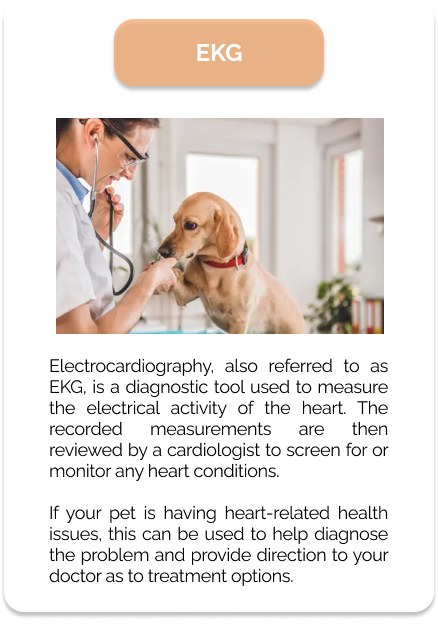 EKG
Electrocardiography, also referred to as
EKG, is a diagnostic tool used to measure
the electrical activity of the heart. The
recorded measurements are then
reviewed by a cardiologist to screen for or
monitor any heart conditions.
If your pet is having heart-related health
issues, this can be used to help diagnose
the problem and provide direction to your
doctor as to treatment options.